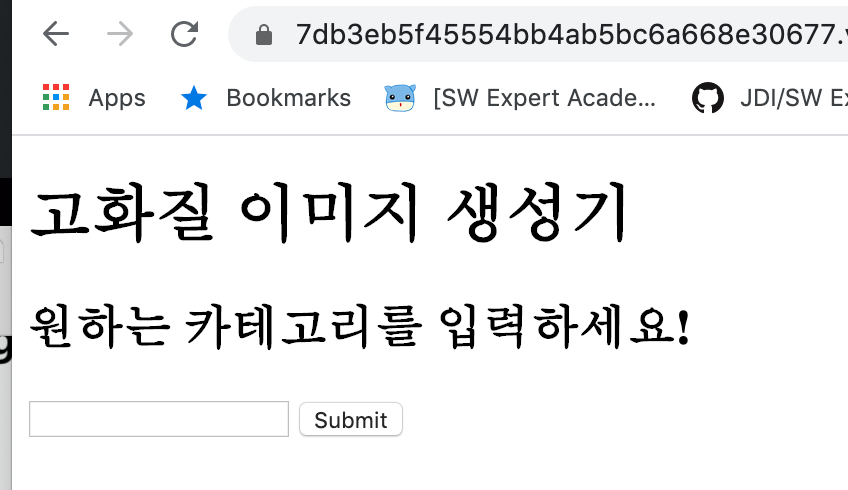 7db3eb5f45554bb4ab5bc6a668e30677.
Apps Bookmarks [SW Expert Acade... JDI/SW Ex
고화질 이미지 생성기
원하는 카테고리를 입력하세요!
Submit